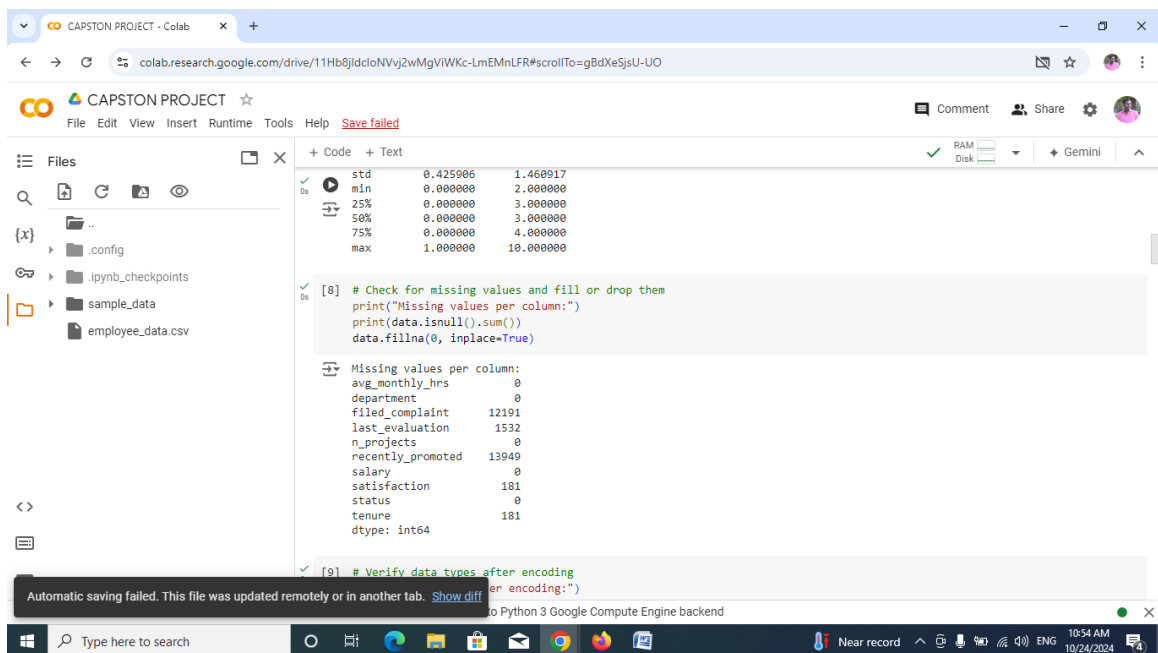 CAPSTON PROJECT - Colab
colab.research.google.com/drive/11Hb8jldcIoNVvj2wMgViWKc-LmEMnLFR#scrollTo=gBdXeSjsU-UO
CAPSTON PROJECT
File Edit View Insert Runtime Tools Help Save failed
Comment Share
Files
+ Code + Text
RAM
Disk
Gemini
..
.config
.ipynb_checkpoints
sample_data
employee_data.csv
{x}
0s
std 0.425906 1.460917
min 0.000000 2.000000
25% 0.000000 3.000000
50% 0.000000 3.000000
75% 0.000000 4.000000
max 1.000000 10.000000
0s
[8] # Check for missing values and fill or drop them
print("Missing values per column:")
print(data.isnull().sum())
data.fillna(0, inplace=True)
Missing values per column:
avg_monthly_hrs 0
department 0
filed_complaint 12191
last_evaluation 1532
n_projects 0
recently_promoted 13949
salary 0
satisfaction 181
status 0
tenure 181
dtype: int64
[9] # Verify data types after encoding
er encoding:")
Automatic saving failed. This file was updated remotely or in another tab. Show diff
to Python 3 Google Compute Engine backend
Type here to search
Near record
ENG
10:54 AM
10/24/2024
4